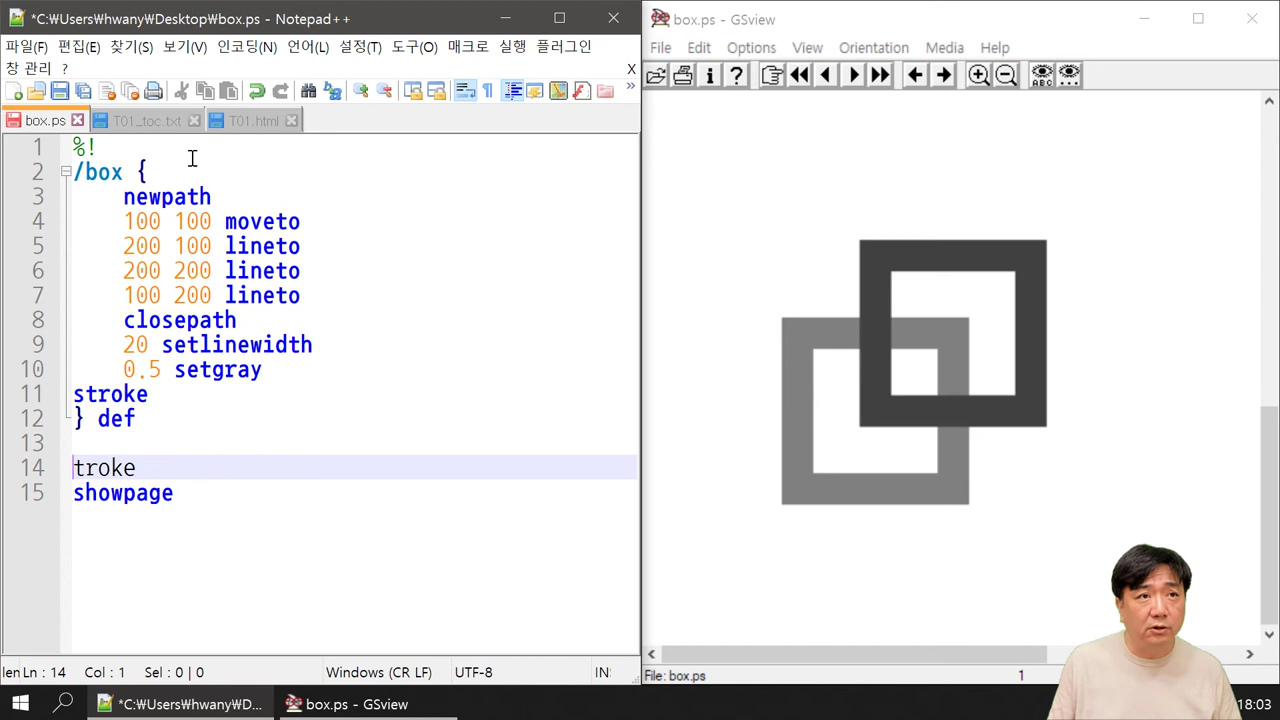 *C:₩Users₩hwany₩Desktop₩box.ps - Notepad++
파일(F) 편집(E) 찾기(S) 보기(V) 인코딩(N) 언어(L) 설정(T) 도구(O) 매크로 실행 플러그인
창 관리 ? X
box.ps T01_toc.txt T01.html
1 %!
2 /box {
3 newpath
4 100 100 moveto
5 200 100 lineto
6 200 200 lineto
7 100 200 lineto
8 closepath
9 20 setlinewidth
10 0.5 setgray
11 stroke
12 } def
13
14 troke
15 showpage
len Ln : 14 Col : 1 Sel : 0 | 0 Windows (CR LF) UTF-8 IN
box.ps - GSview
File Edit Options View Orientation Media Help
File: box.ps 1
*C:₩Users₩hwany₩D... box.ps - GSview 18:03